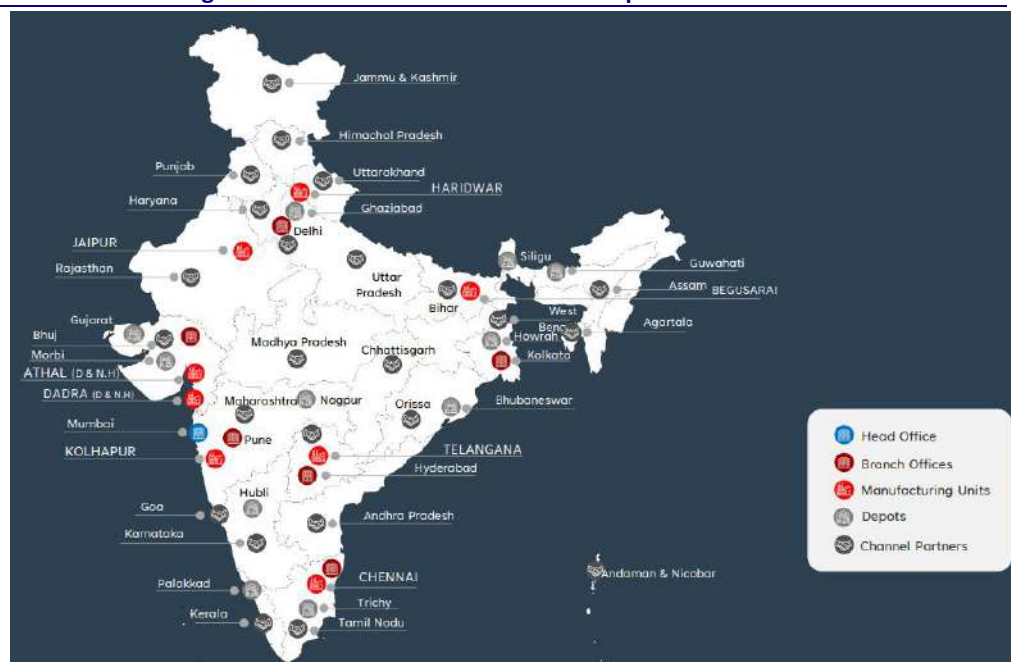 Jammu & Kashmir
Himachal Pradesh
Punjab
Uttarakhand
HARIDWAR
Haryana
Ghaziabad
Delhi
JAIPUR
Siligu
Guwahati
Rajasthan
Uttar
Pradesh
Assam
BEGUSARAI
Bihar
West
Beng
Agartala
Gujarat
Bhuj
Howrah
Madhya Pradesh
Chhattisgarh
Kolkata
Morbi
ATHAL (D & N.H)
DADRA (D & N.H)
Maharashtra
Nagpur
Orissa
Bhubaneswar
Mumbai
Pune
KOLHAPUR
TELANGANA
Hyderabad
Hubli
Goa
Andhra Pradesh
Karnataka
Andaman & Nicobar
CHENNAI
Palakkad
Trichy
Kerala
Tamil Nadu
Head Office
Branch Offices
Manufacturing Units
Depots
Channel Partners